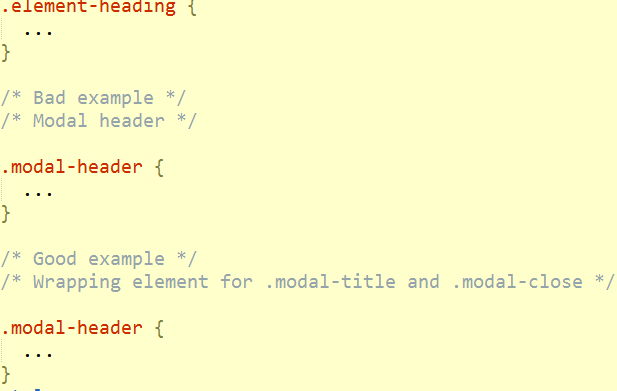 .element-heading {
...
}
/* Bad example */
/* Modal header */
.modal-header {
...
}
/* Good example */
/* Wrapping element for .modal-title and .modal-close */
.modal-header {
...
}